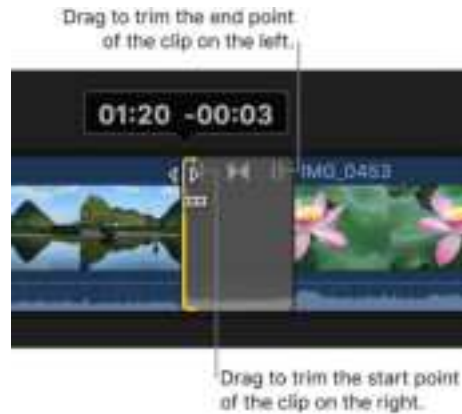 Drag to trim the end point
of the clip on the left.
01:20 -00:03
IMG_0453
Drag to trim the start point
of the clip on the right.